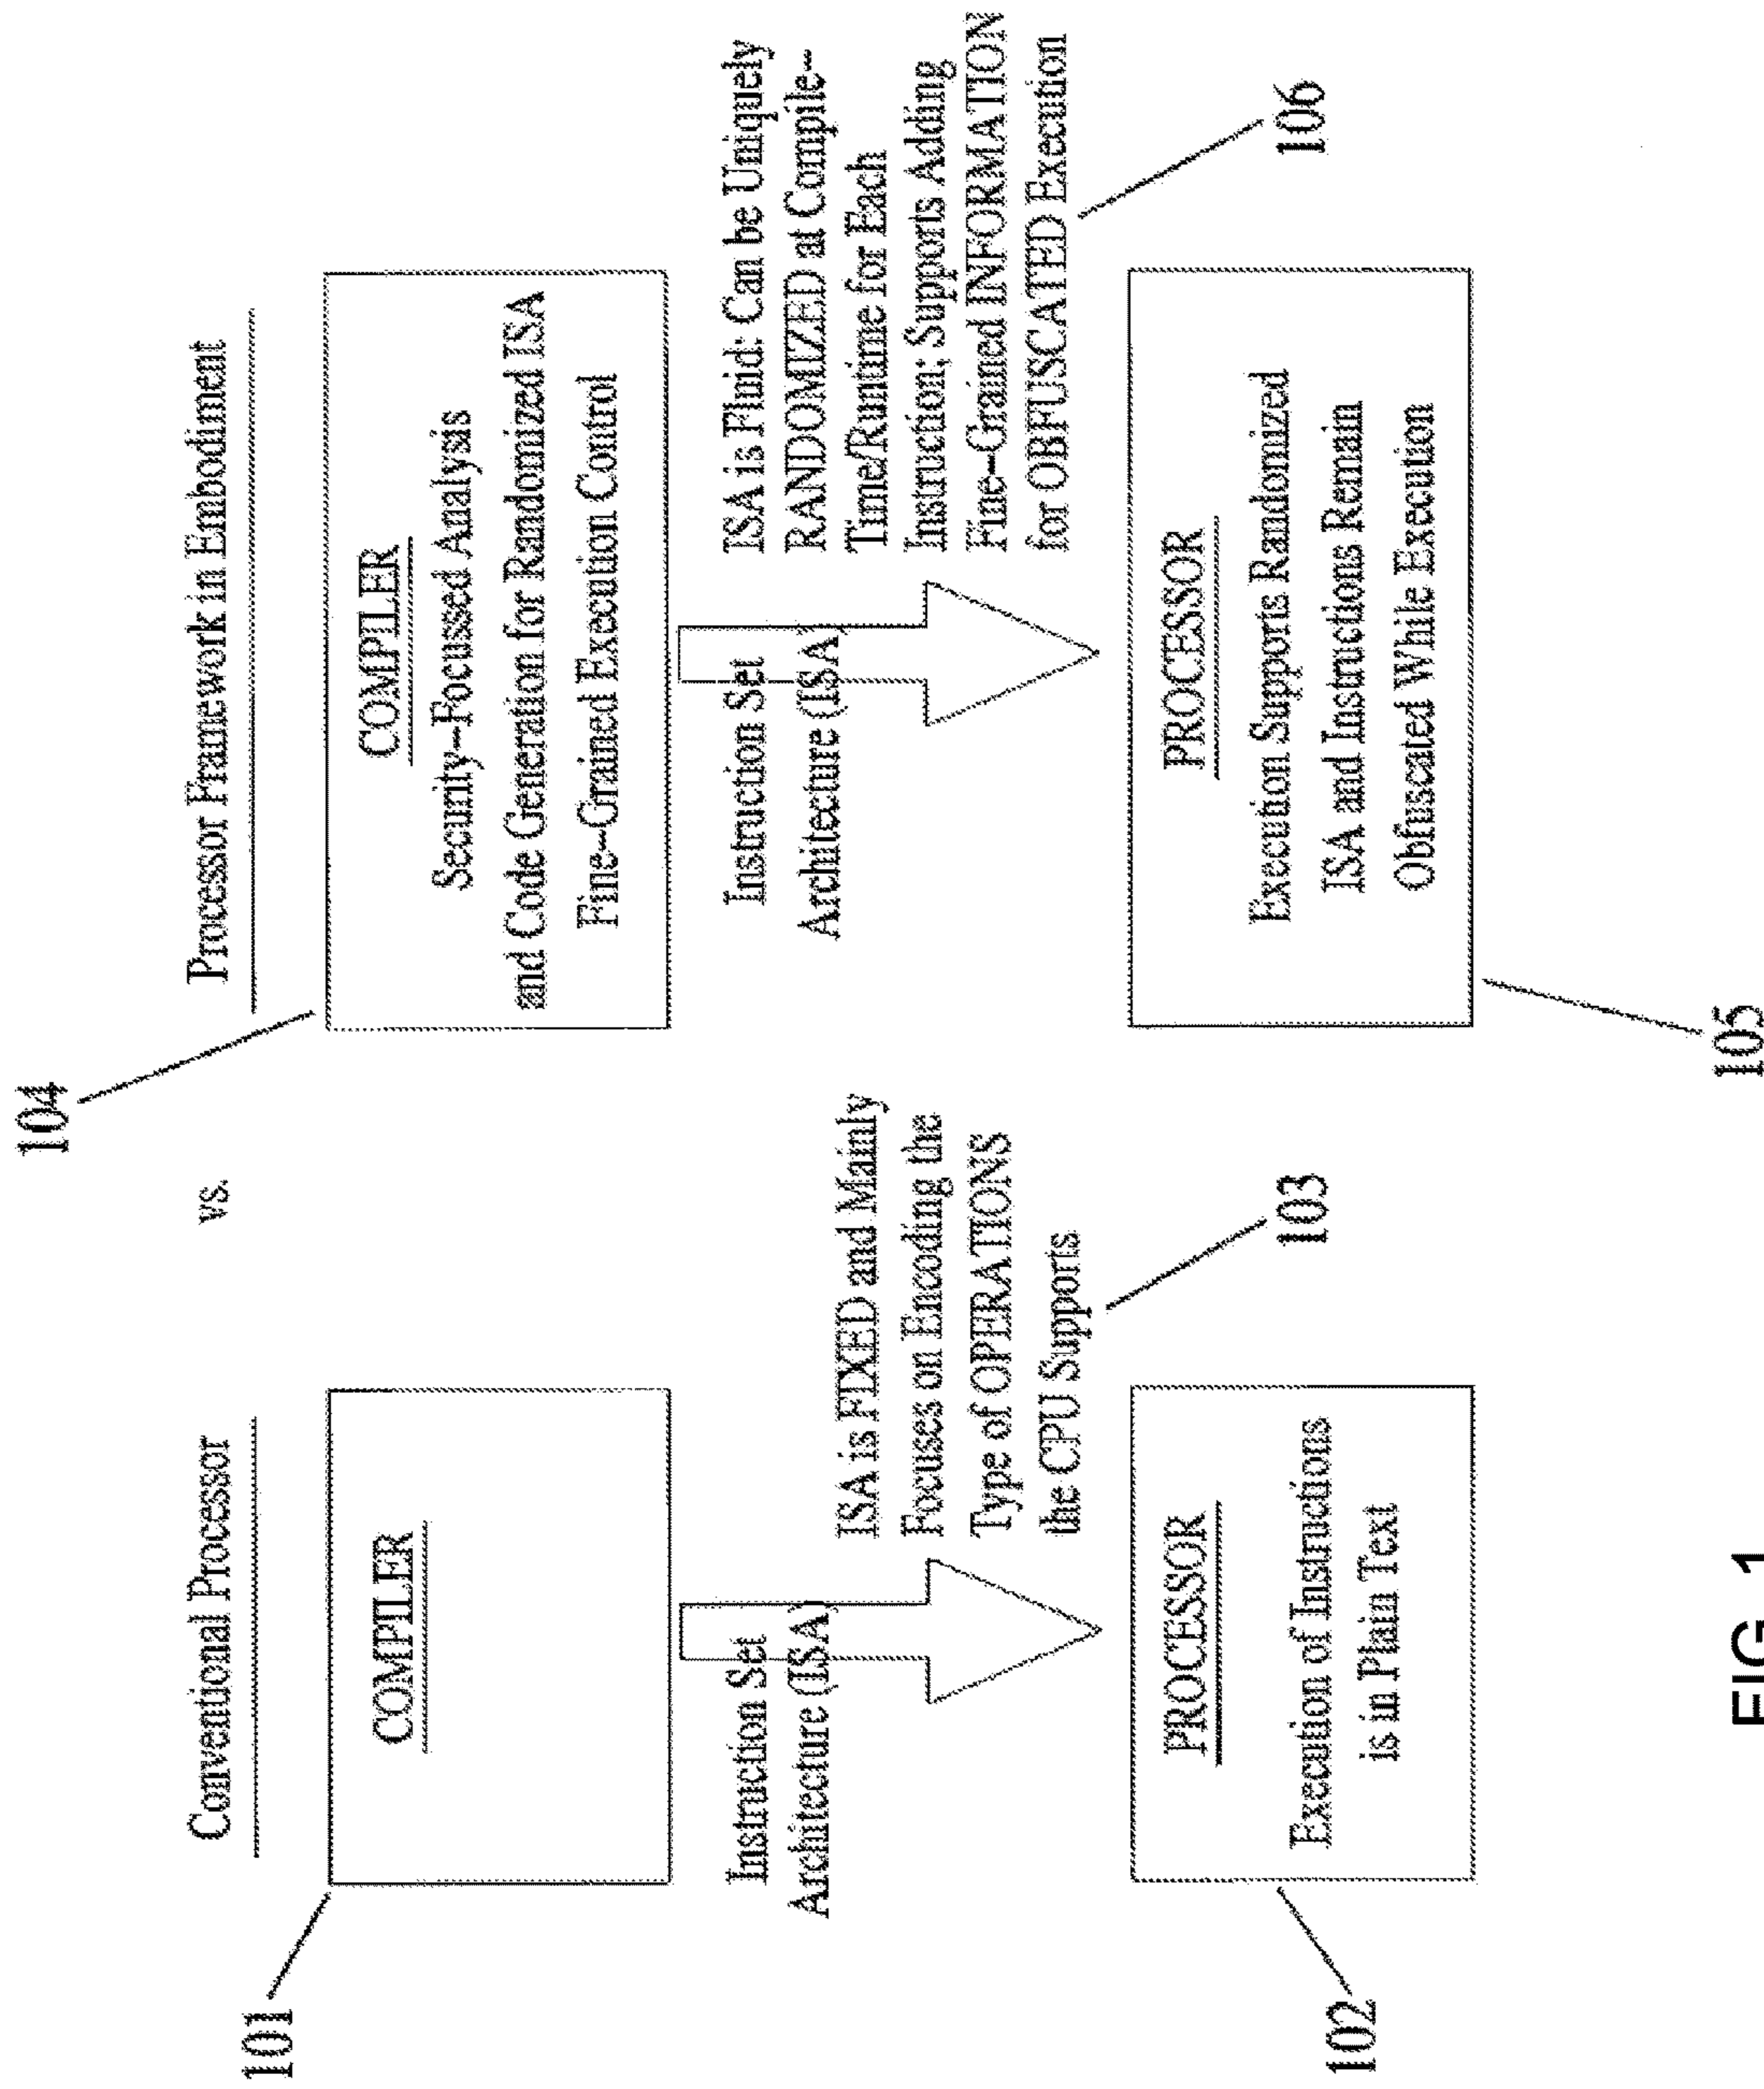 Conventional Processor
vs.
Processor Framework in Embodiment
101
COMPILER
Instruction Set
Architecture (ISA)
ISA is FIXED and Mainly
Focuses on Encoding the
Type of OPERATIONS
the CPU Supports
103
PROCESSOR
Execution of Instructions
is in Plain Text
102
104
COMPILER
Security-Focussed Analysis
and Code Generation for Randomized ISA
Fine-Grained Execution Control
Instruction Set
Architecture (ISA)
ISA is Fluid: Can be Uniquely
RANDOMIZED at Compile-
Time/Runtime for Each
Instruction; Supports Adding
Fine-Grained INFORMATION
for OBFUSCATED Execution
106
PROCESSOR
Execution Supports Randomized
ISA and Instructions Remain
Obfuscated While Execution
105
FIG. 1